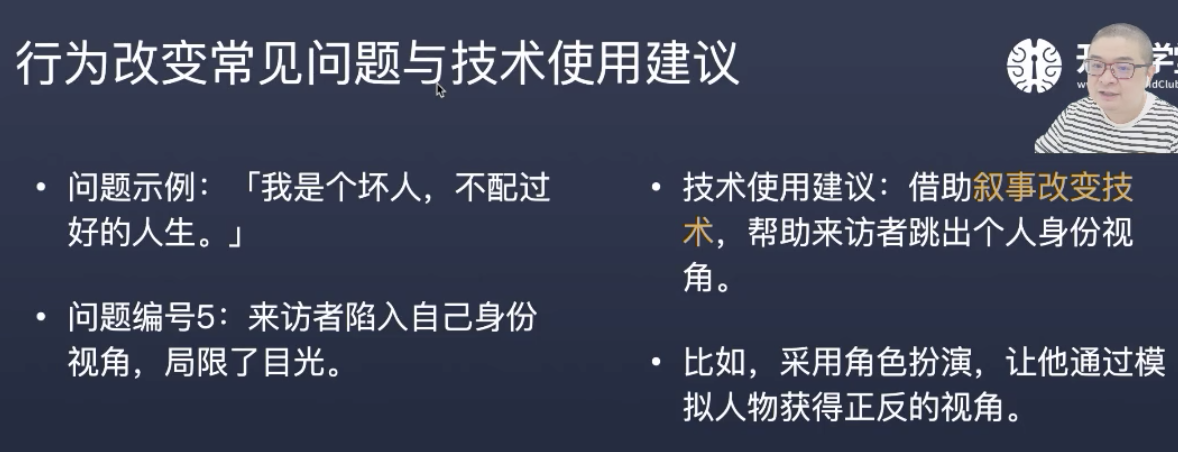 行为改变常见问题与技术使用建议
• 问题示例：「我是个坏人，不配过
好的人生。」
• 问题编号5：来访者陷入自己身份
视角，局限了目光。
• 技术使用建议：借助叙事改变技
术，帮助来访者跳出个人身份视
角。
• 比如，采用角色扮演，让他通过模
拟人物获得正反的视角。